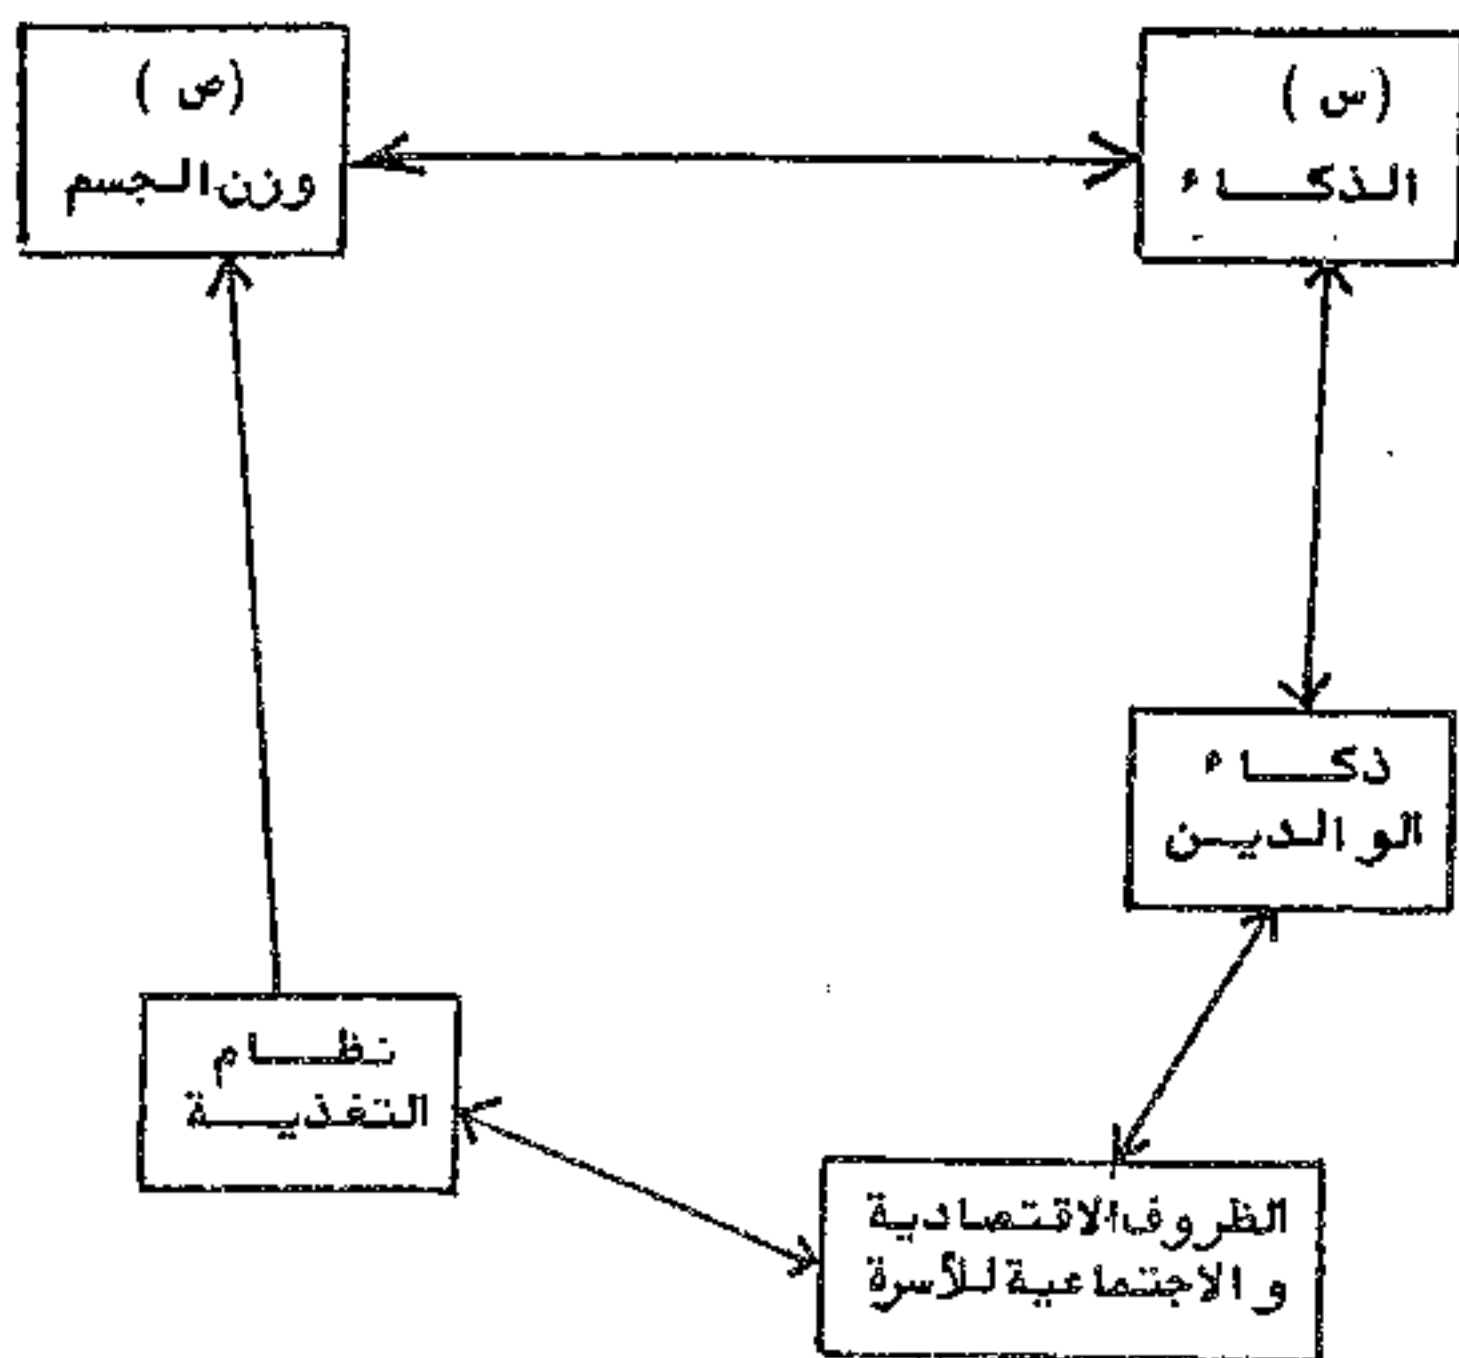 (س)
الذكاء
(ص)
وزن الجسم
ذكاء
الوالدين
نظام
التغذية
الظروف الاقتصادية
والاجتماعية للأسرة